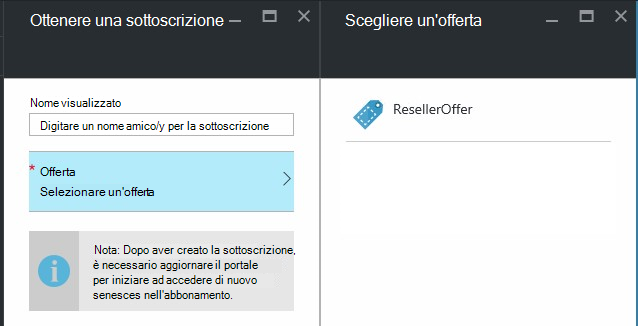 Ottenere una sottoscrizione
Nome visualizzato
Digitare un nome amico/y per la sottoscrizione
* Offerta
Selezionare un'offerta
Nota: Dopo aver creato la sottoscrizione,
è necessario aggiornare il portale
per iniziare ad accedere di nuovo
senesces nell'abbonamento.
Scegliere un'offerta
ResellerOffer